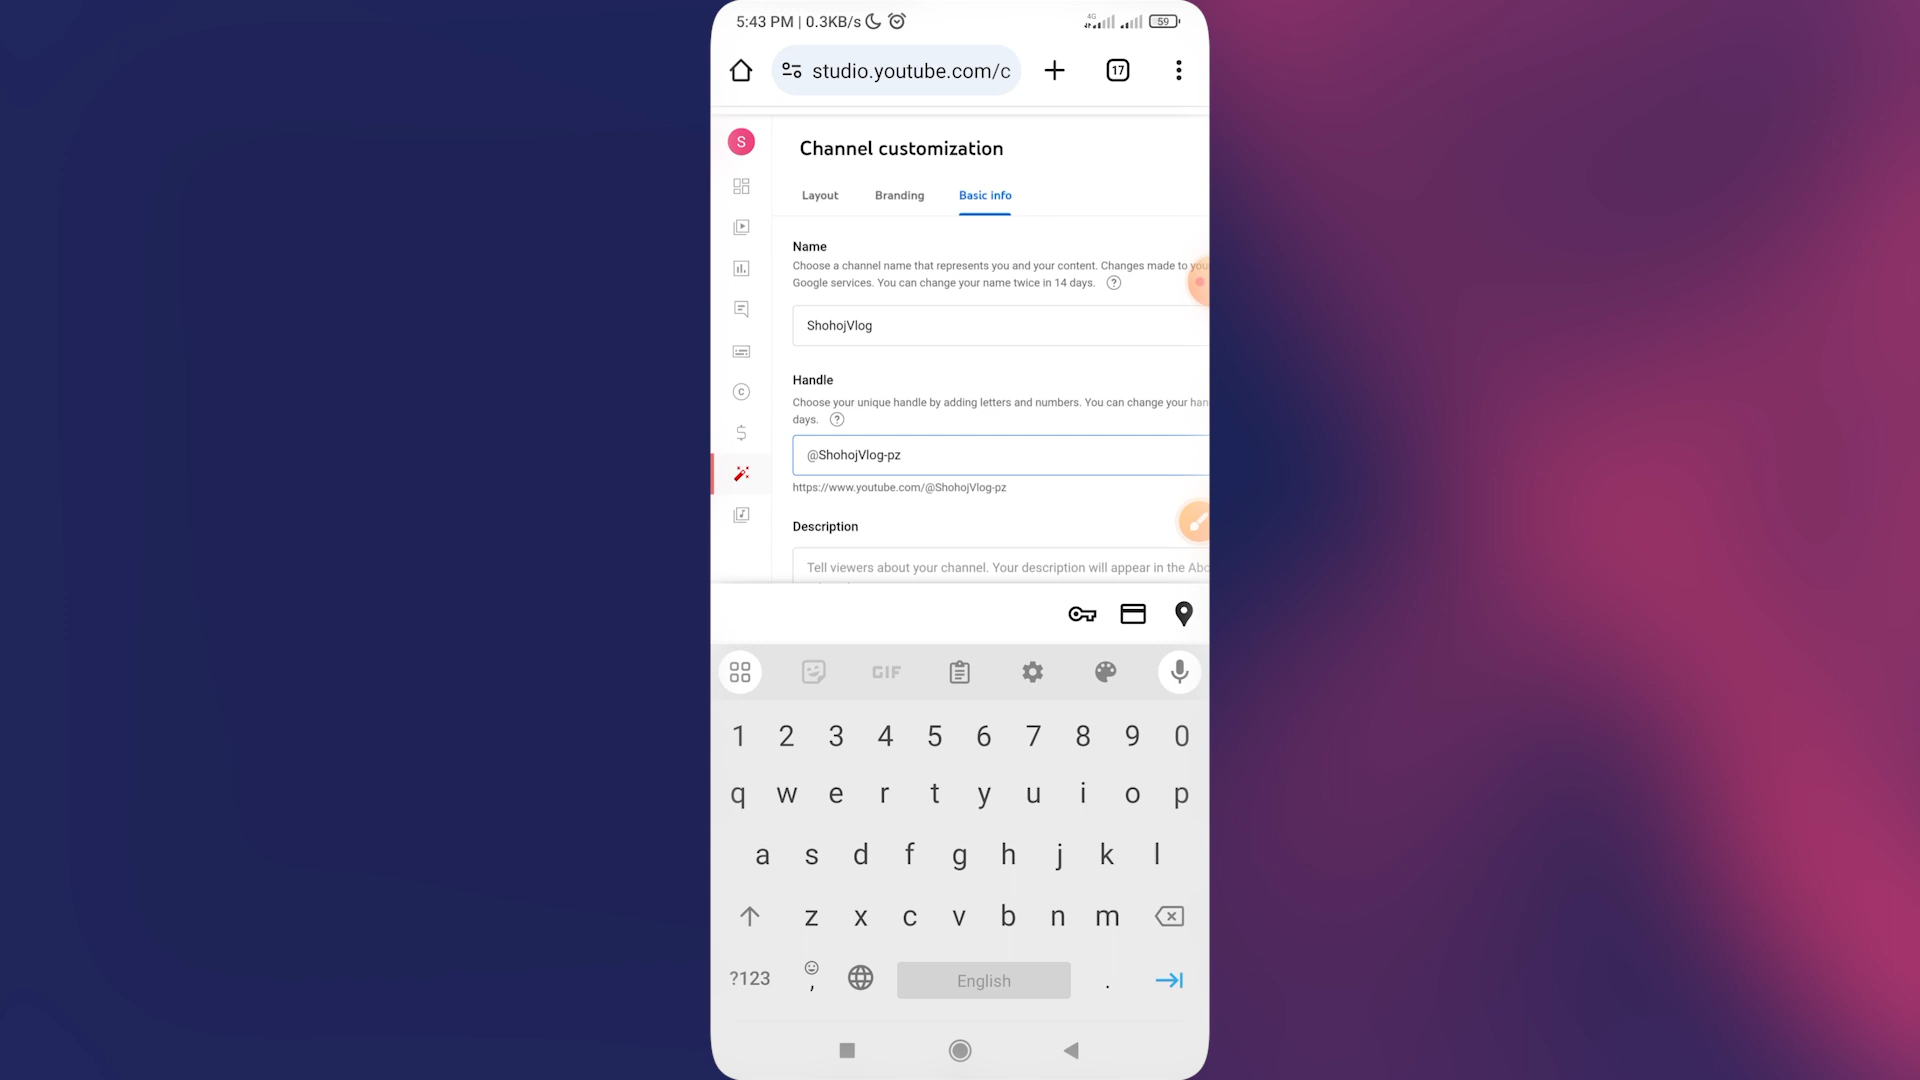 5:43 PM | 0.3KB/s
4G
59
studio.youtube.com/c
17
S
Channel customization
Layout Branding Basic info
Name
Choose a channel name that represents you and your content. Changes made to you
Google services. You can change your name twice in 14 days. ?
ShohojVlog
Handle
Choose your unique handle by adding letters and numbers. You can change your han
days. ?
@ShohojVlog-pz
https://www.youtube.com/@ShohojVlog-pz
Description
Tell viewers about your channel. Your description will appear in the Abo
GIF
1 2 3 4 5 6 7 8 9 0
q w e r t y u i o p
a s d f g h j k l
z x c v b n m
?123 , English .